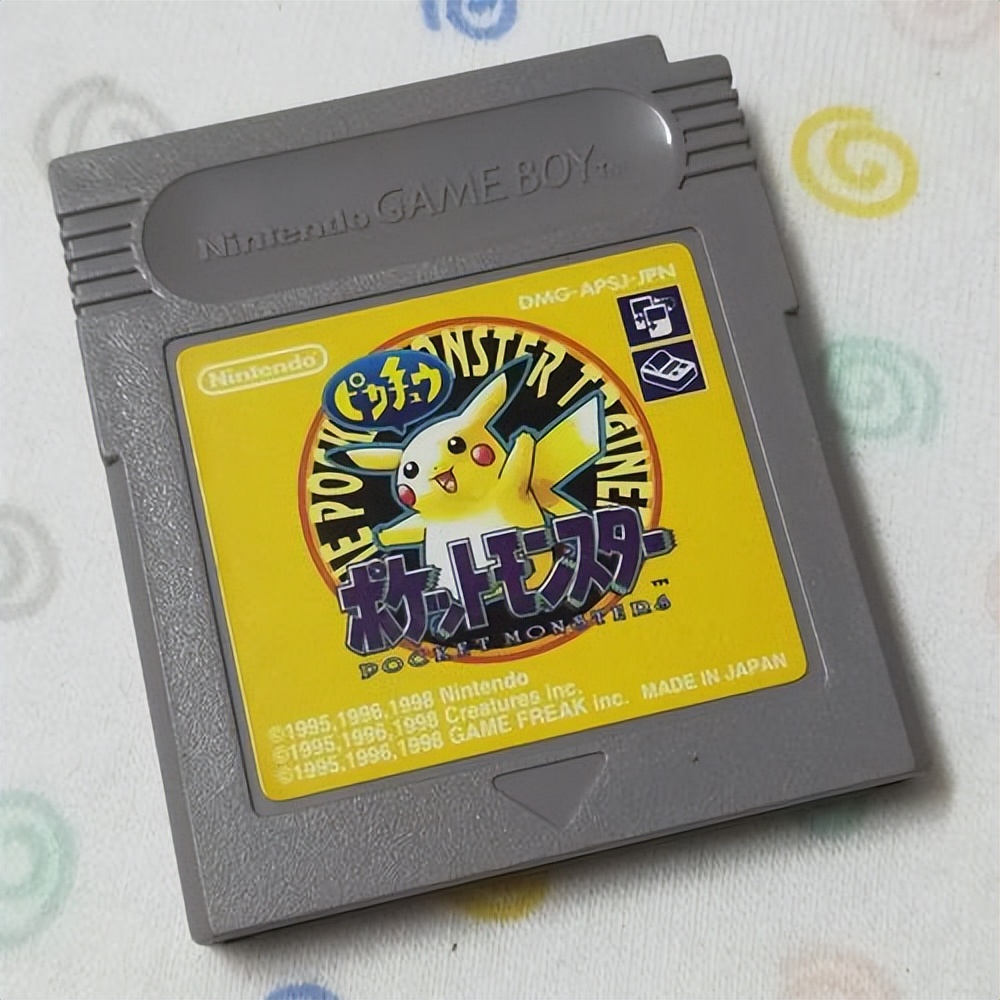 Nintendo GAME BOY TM
DMG-APSJ-JPN
Nintendo
THE POCKET MONSTER TRAINER
ピカチュウ
ポケットモンスター
TM
POCKET MONSTERS
©1995,1996,1998 Nintendo
©1995,1996,1998 Creatures inc.
©1995,1996,1998 GAME FREAK inc.
MADE IN JAPAN